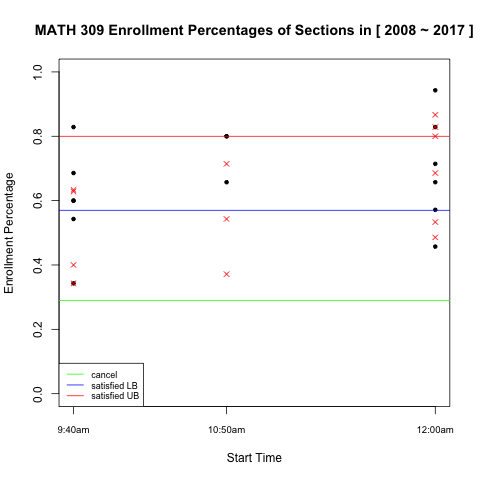 MATH 309 Enrollment Percentages of Sections in [ 2008 ~ 2017 ]
Enrollment Percentage
1.0
0.8
0.6
0.4
0.2
0.0
cancel
satisfied LB
satisfied UB
9:40am 10:50am 12:00am
Start Time